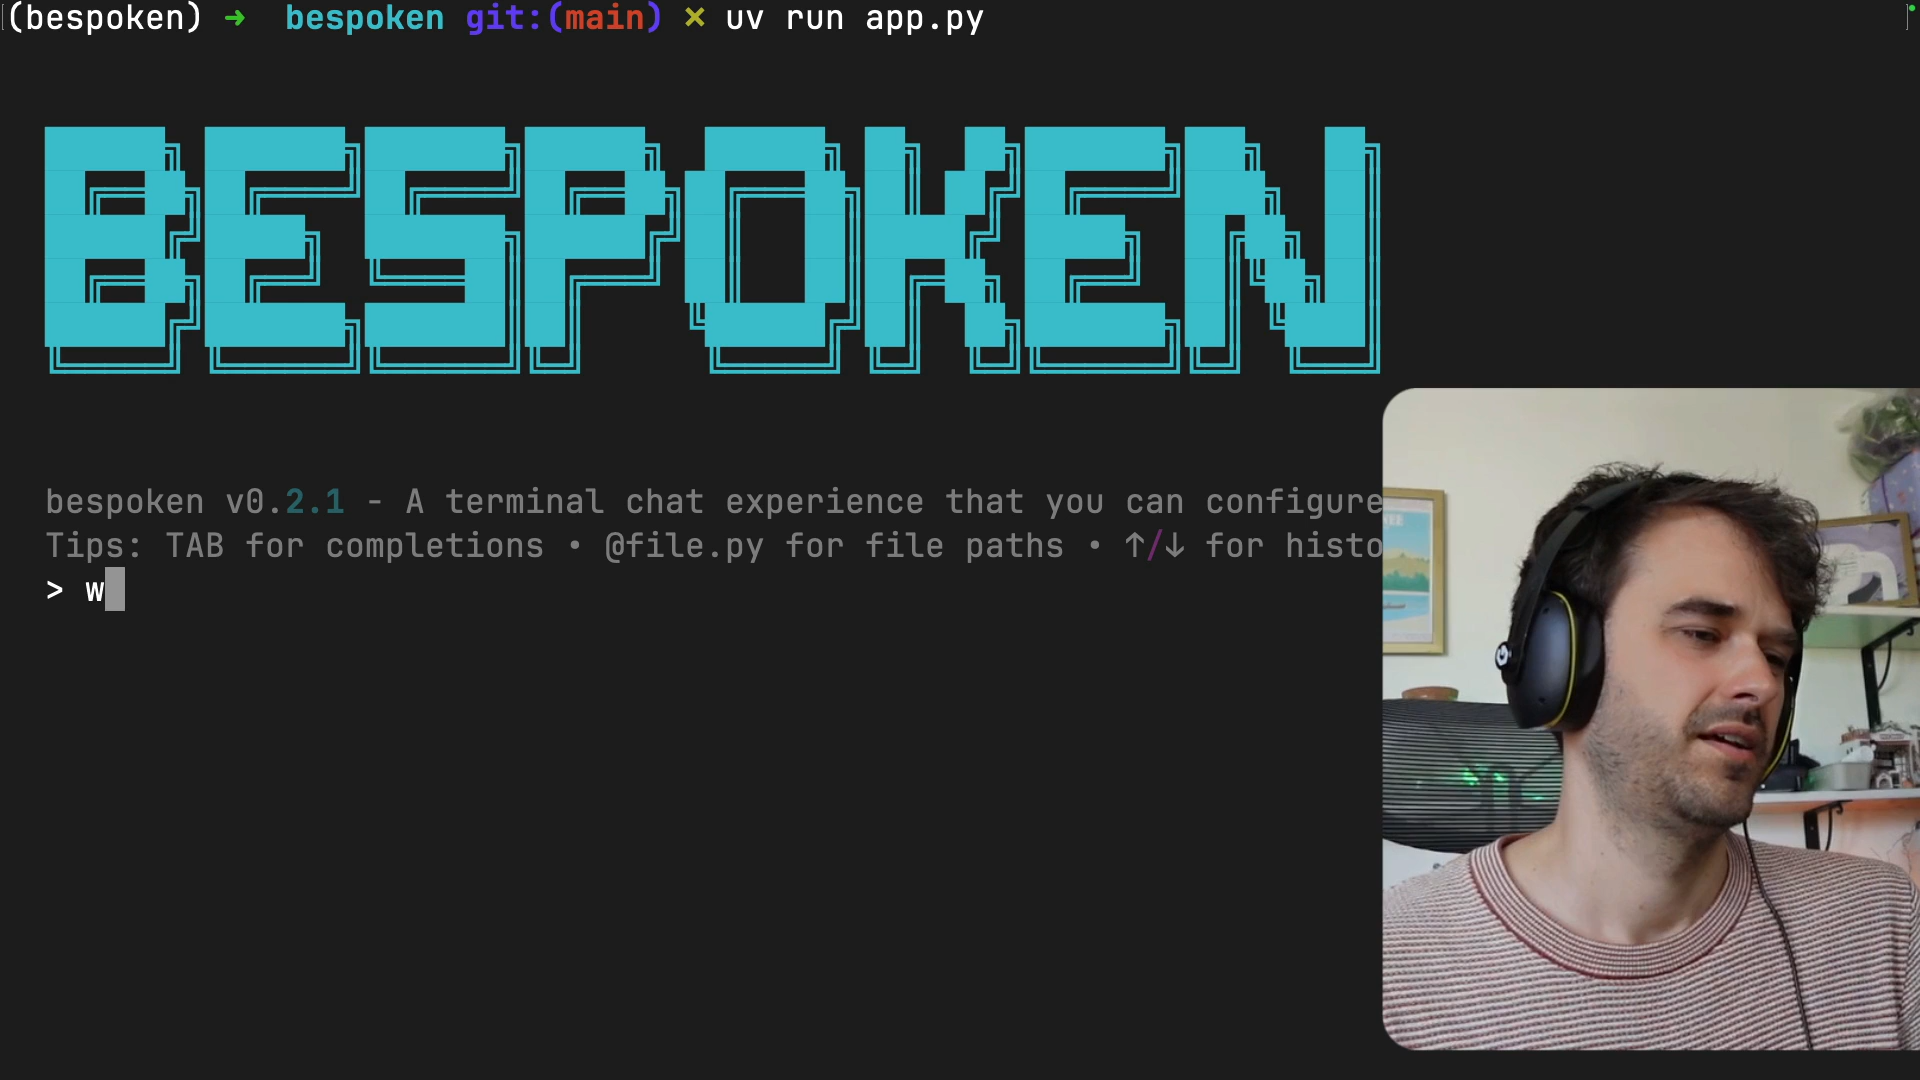 (bespoken) ➜ bespoken git:(main) ✗ uv run app.py
BESPOKEN
bespoken v0.2.1 - A terminal chat experience that you can configure
Tips: TAB for completions • @file.py for file paths • ↑/↓ for histo
> w